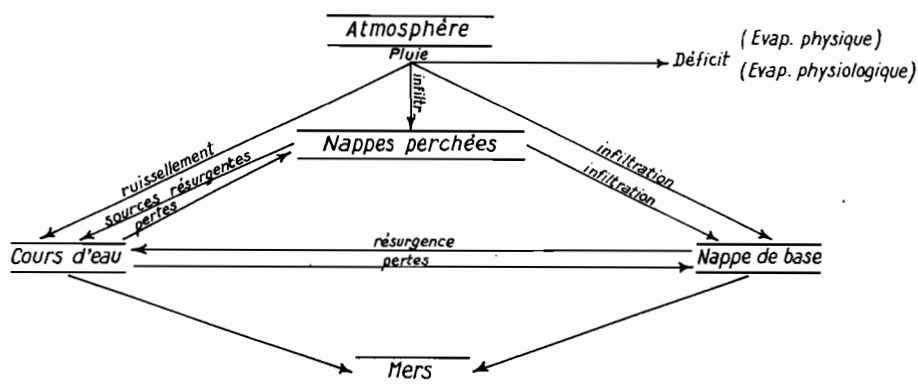 Atmosphère
Pluie
Déficit
(Evap. physique)
(Evap. physiologique)
infiltr.
Nappes perchées
ruissellement
sources résurgentes
pertes
infiltration
infiltration
résurgence
Cours d'eau
pertes
Nappe de base
Mers